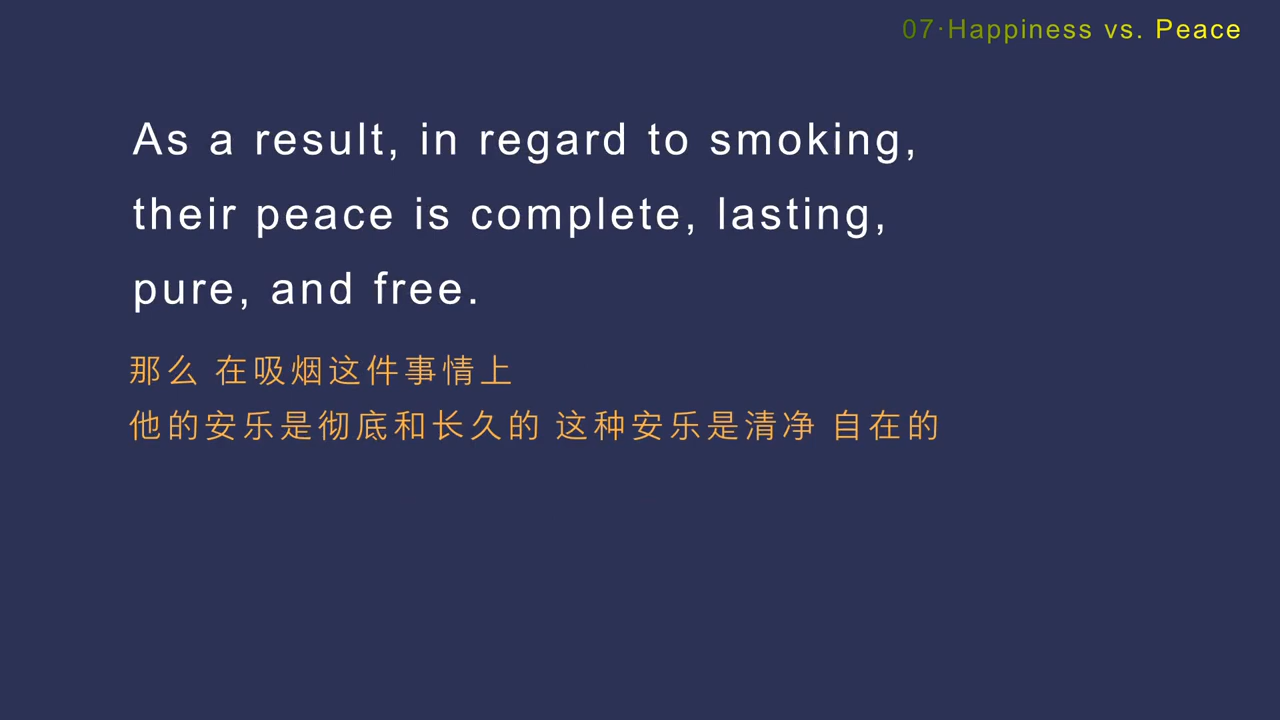 07·Happiness vs. Peace
As a result, in regard to smoking,
their peace is complete, lasting,
pure, and free.
那么 在吸烟这件事情上
他的安乐是彻底和长久的 这种安乐是清净 自在的